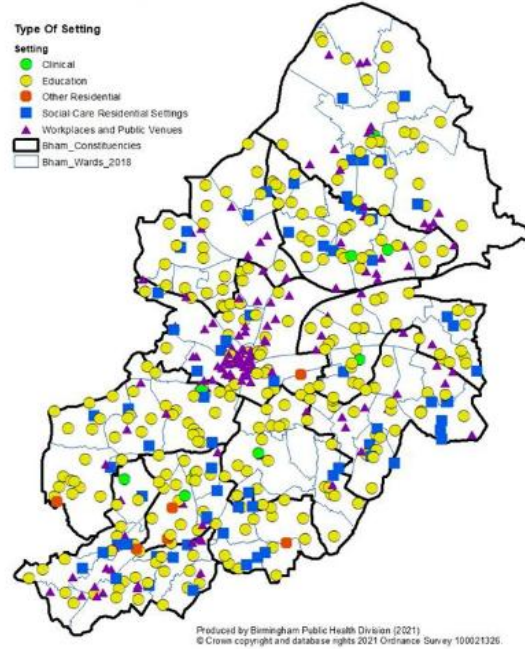 Type Of Setting
Setting
Clinical
Education
Other Residential
Social Care Residential Settings
Workplaces and Public Venues
Bham_Constituencies
Bham_Wards_2018
Produced by Birmingham Public Health Division (2021)
© Crown copyright and database rights 2021 Ordnance Survey 100021326.